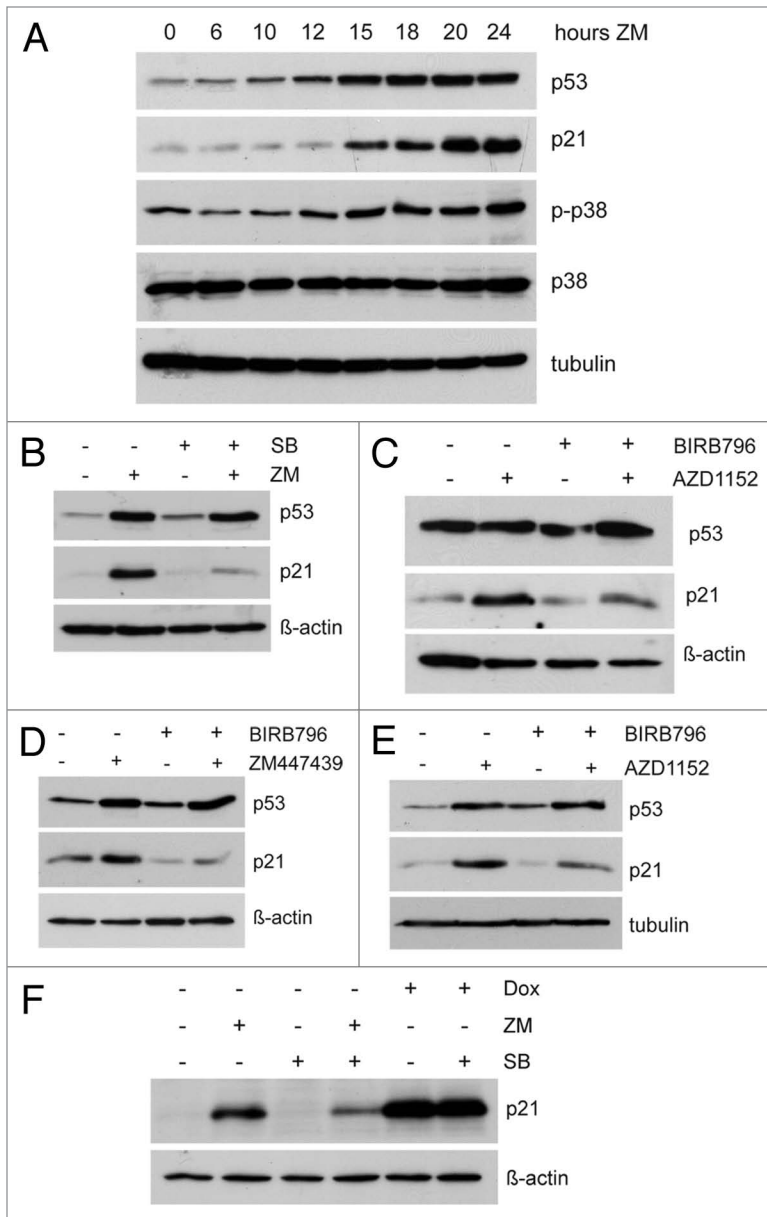 A
0 6 10 12 15 18 20 24 hours ZM
p53
p21
p-p38
p38
tubulin
B
- - + + SB
- + - + ZM
p53
p21
ß-actin
C
- - + + BIRB796
- + - + AZD1152
p53
p21
ß-actin
D
- - + + BIRB796
- + - + ZM447439
p53
p21
ß-actin
E
- - + + BIRB796
- + - + AZD1152
p53
p21
tubulin
F
- - - - + + Dox
- + - + - - ZM
- - + + - + SB
p21
ß-actin